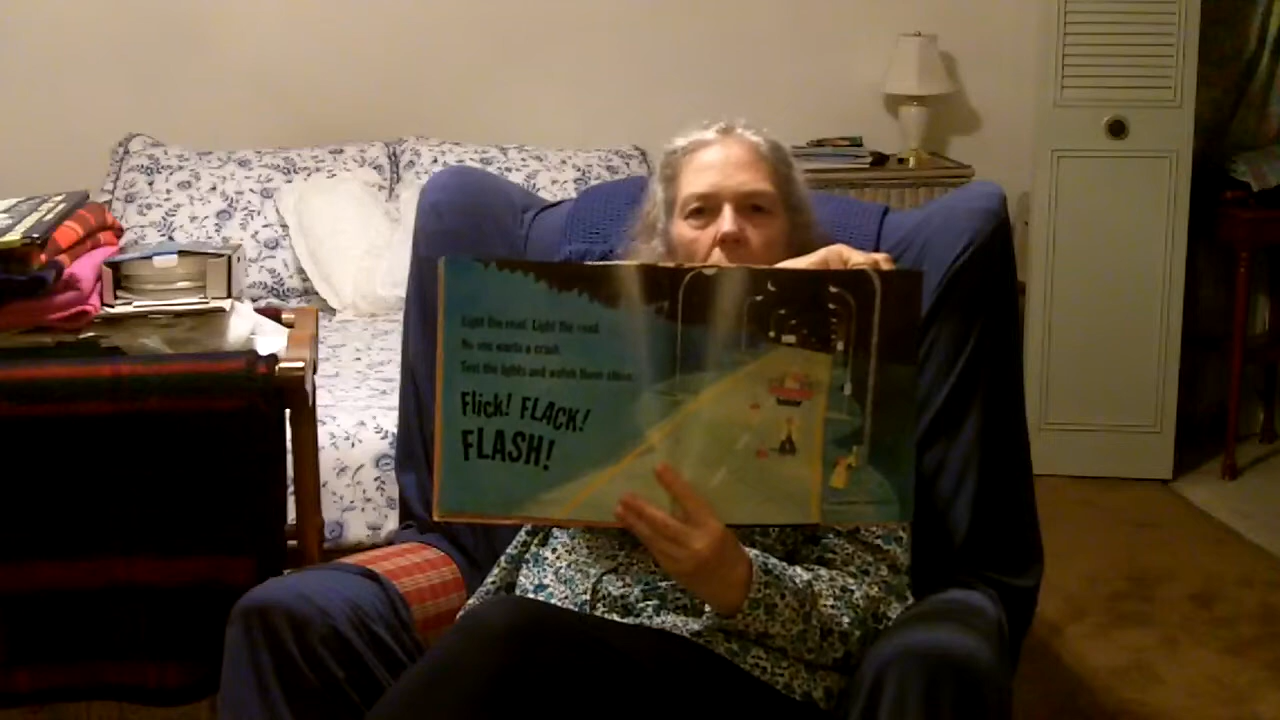 Light the road. Light the road.
No one wants a crash.
Test the lights and watch them shine.
Flick! FLACK!
FLASH!